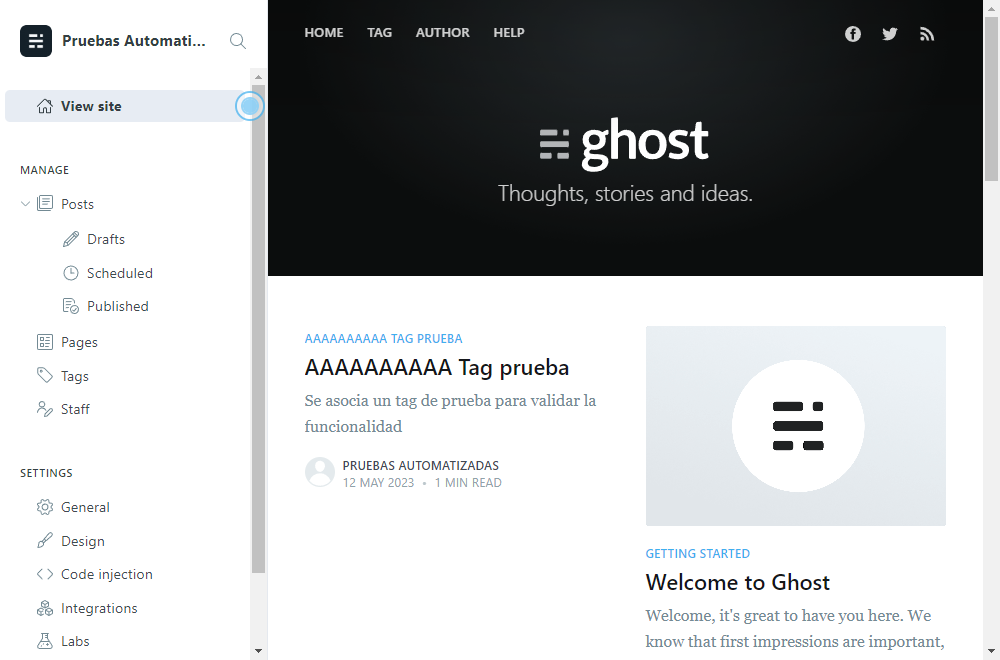 Pruebas Automati...
View site
MANAGE
Posts
Drafts
Scheduled
Published
Pages
Tags
Staff
SETTINGS
General
Design
Code injection
Integrations
Labs
HOME TAG AUTHOR HELP
ghost
Thoughts, stories and ideas.
AAAAAAAAAA TAG PRUEBA
AAAAAAAAAA Tag prueba
Se asocia un tag de prueba para validar la
funcionalidad
PRUEBAS AUTOMATIZADAS
12 MAY 2023 • 1 MIN READ
GETTING STARTED
Welcome to Ghost
Welcome, it's great to have you here. We
know that first impressions are important,